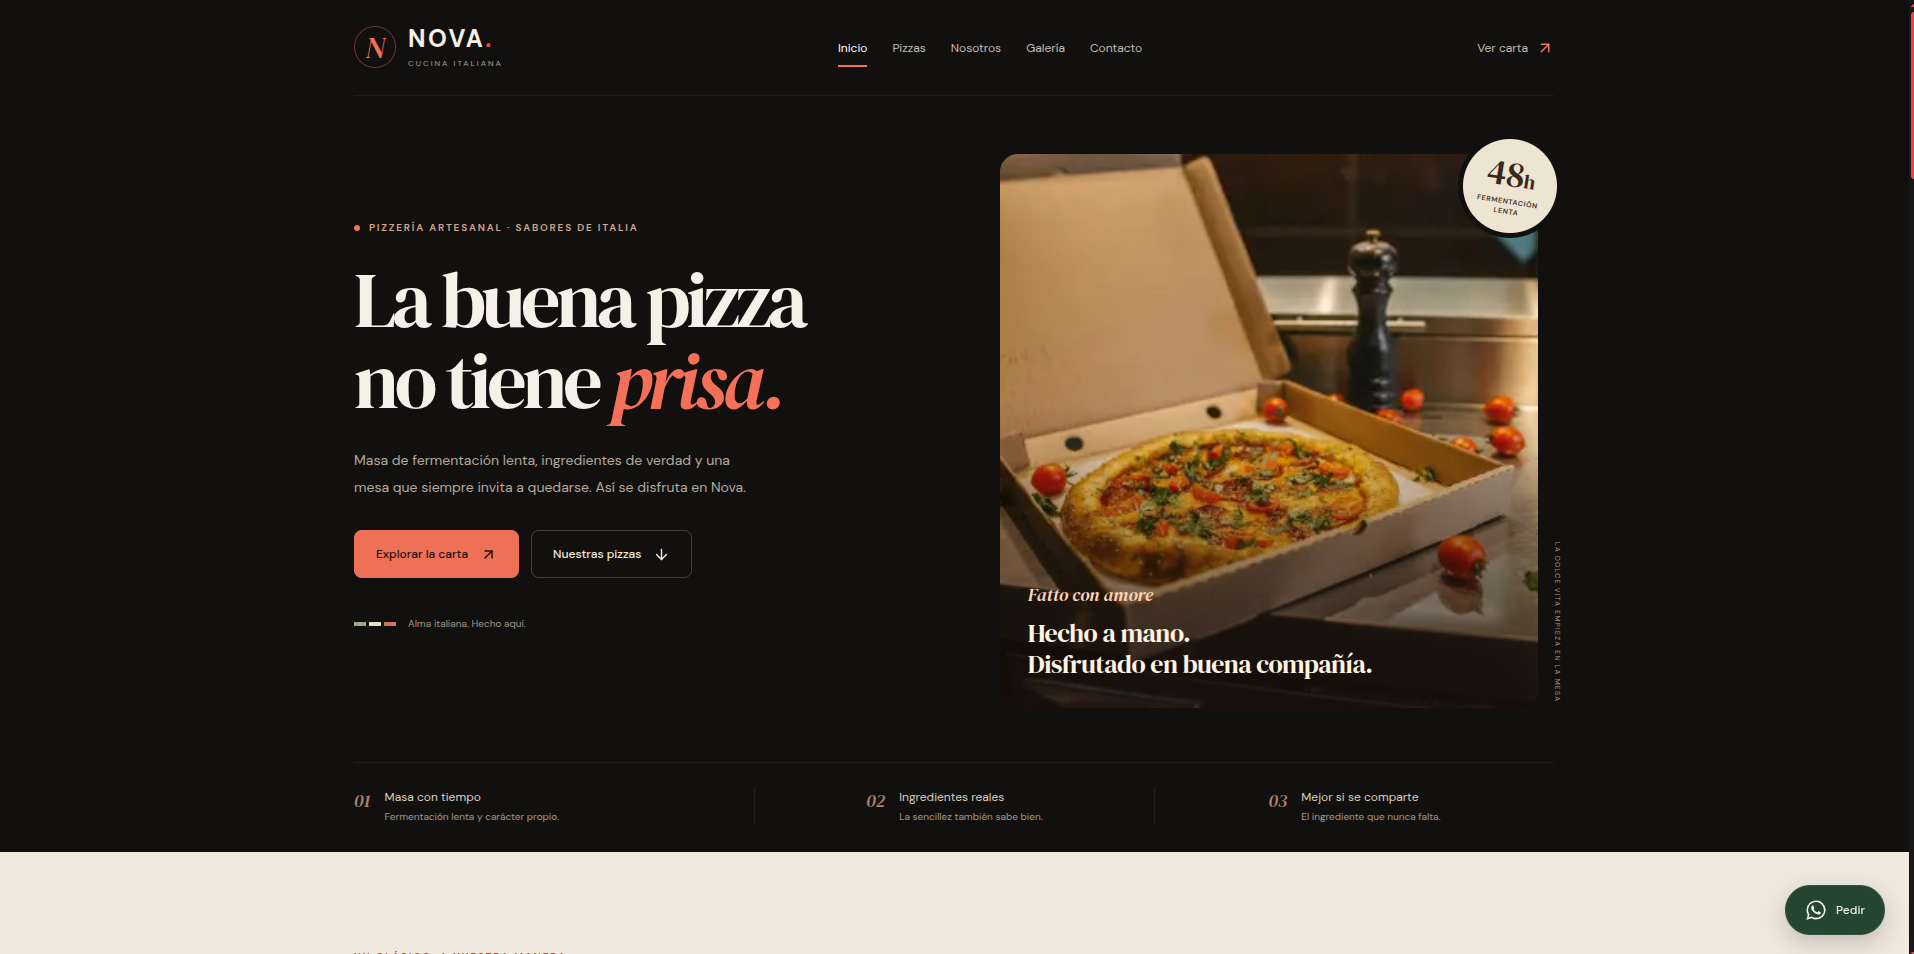 N
NOVA.
CUCINA ITALIANA
Inicio
Pizzas
Nosotros
Galería
Contacto
Ver carta
48h
FERMENTACIÓN
LENTA
PIZZERÍA ARTESANAL · SABORES DE ITALIA
La buena pizza
no tiene prisa.
Masa de fermentación lenta, ingredientes de verdad y una
mesa que siempre invita a quedarse. Así se disfruta en Nova.
Explorar la carta
Nuestras pizzas
Alma italiana. Hecho aquí.
Fatto con amore
Hecho a mano.
Disfrutado en buena compañía.
LA DOLCE VITA EMPIEZA EN LA MESA
01
Masa con tiempo
Fermentación lenta y carácter propio.
02
Ingredientes reales
La sencillez también sabe bien.
03
Mejor si se comparte
El ingrediente que nunca falta.
Pedir